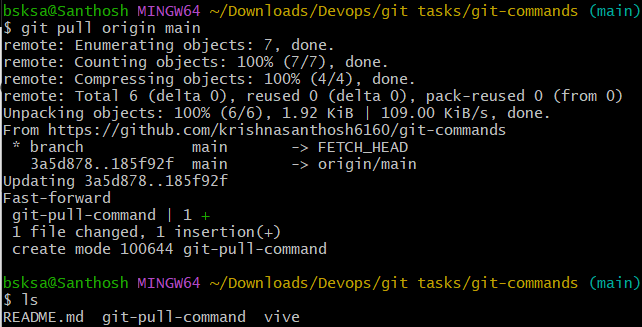 bsksa@Santhosh MINGW64 ~/Downloads/Devops/git tasks/git-commands (main)
$ git pull origin main
remote: Enumerating objects: 7, done.
remote: Counting objects: 100% (7/7), done.
remote: Compressing objects: 100% (4/4), done.
remote: Total 6 (delta 0), reused 0 (delta 0), pack-reused 0 (from 0)
Unpacking objects: 100% (6/6), 1.92 KiB | 109.00 KiB/s, done.
From https://github.com/krishnasanthosh6160/git-commands
 * branch            main       -> FETCH_HEAD
   3a5d878..185f92f  main       -> origin/main
Updating 3a5d878..185f92f
Fast-forward
 git-pull-command | 1 +
 1 file changed, 1 insertion(+)
 create mode 100644 git-pull-command
bsksa@Santhosh MINGW64 ~/Downloads/Devops/git tasks/git-commands (main)
$ ls
README.md  git-pull-command  vive